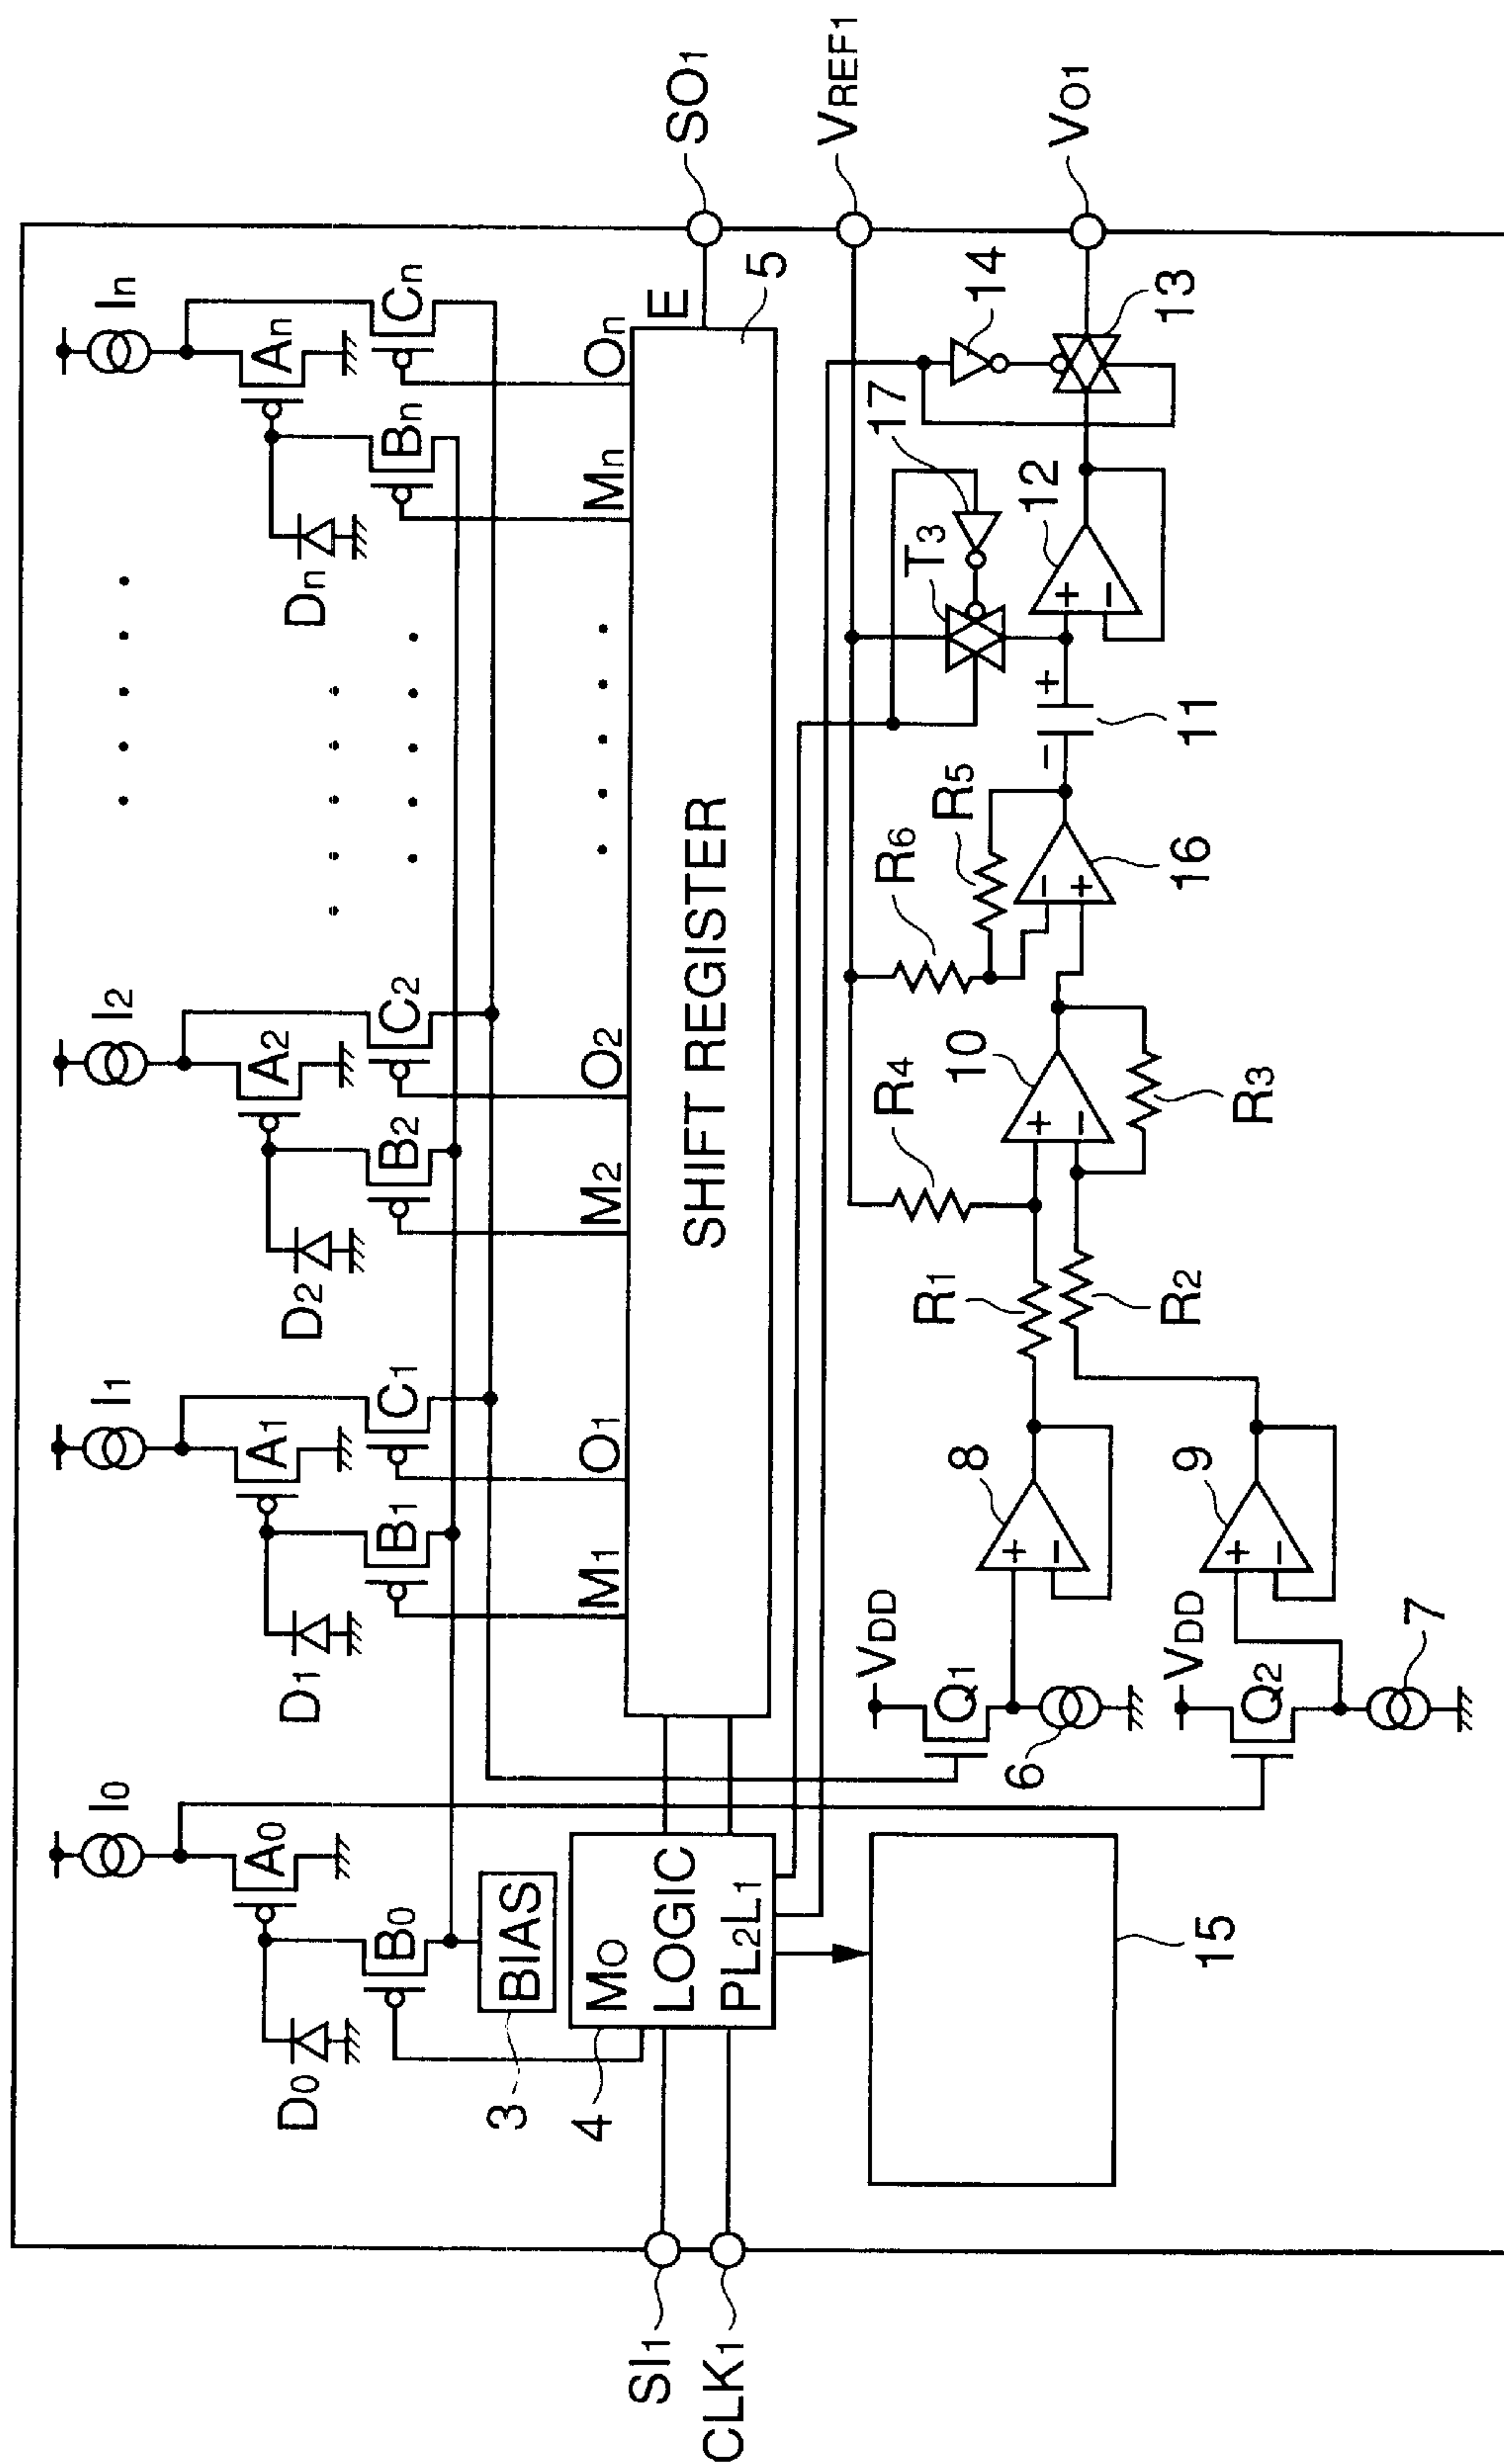 I0
I1
I2
In
A0
A1
A2
An
D0
B0
D1
B1
C1
D2
B2
C2
Dn
Bn
Cn
BIAS
3
M1
O1
M2
O2
Mn
On
E
SO1
4
MO
LOGIC
PL2L1
SHIFT REGISTER
5
SI1
CLK1
15
VDD
Q1
6
VDD
Q2
7
8
+
−
9
+
−
R1
R2
R4
10
+
−
R3
R6
R5
−
+
16
−
+
11
T3
17
12
+
−
14
13
VREF1
VO1